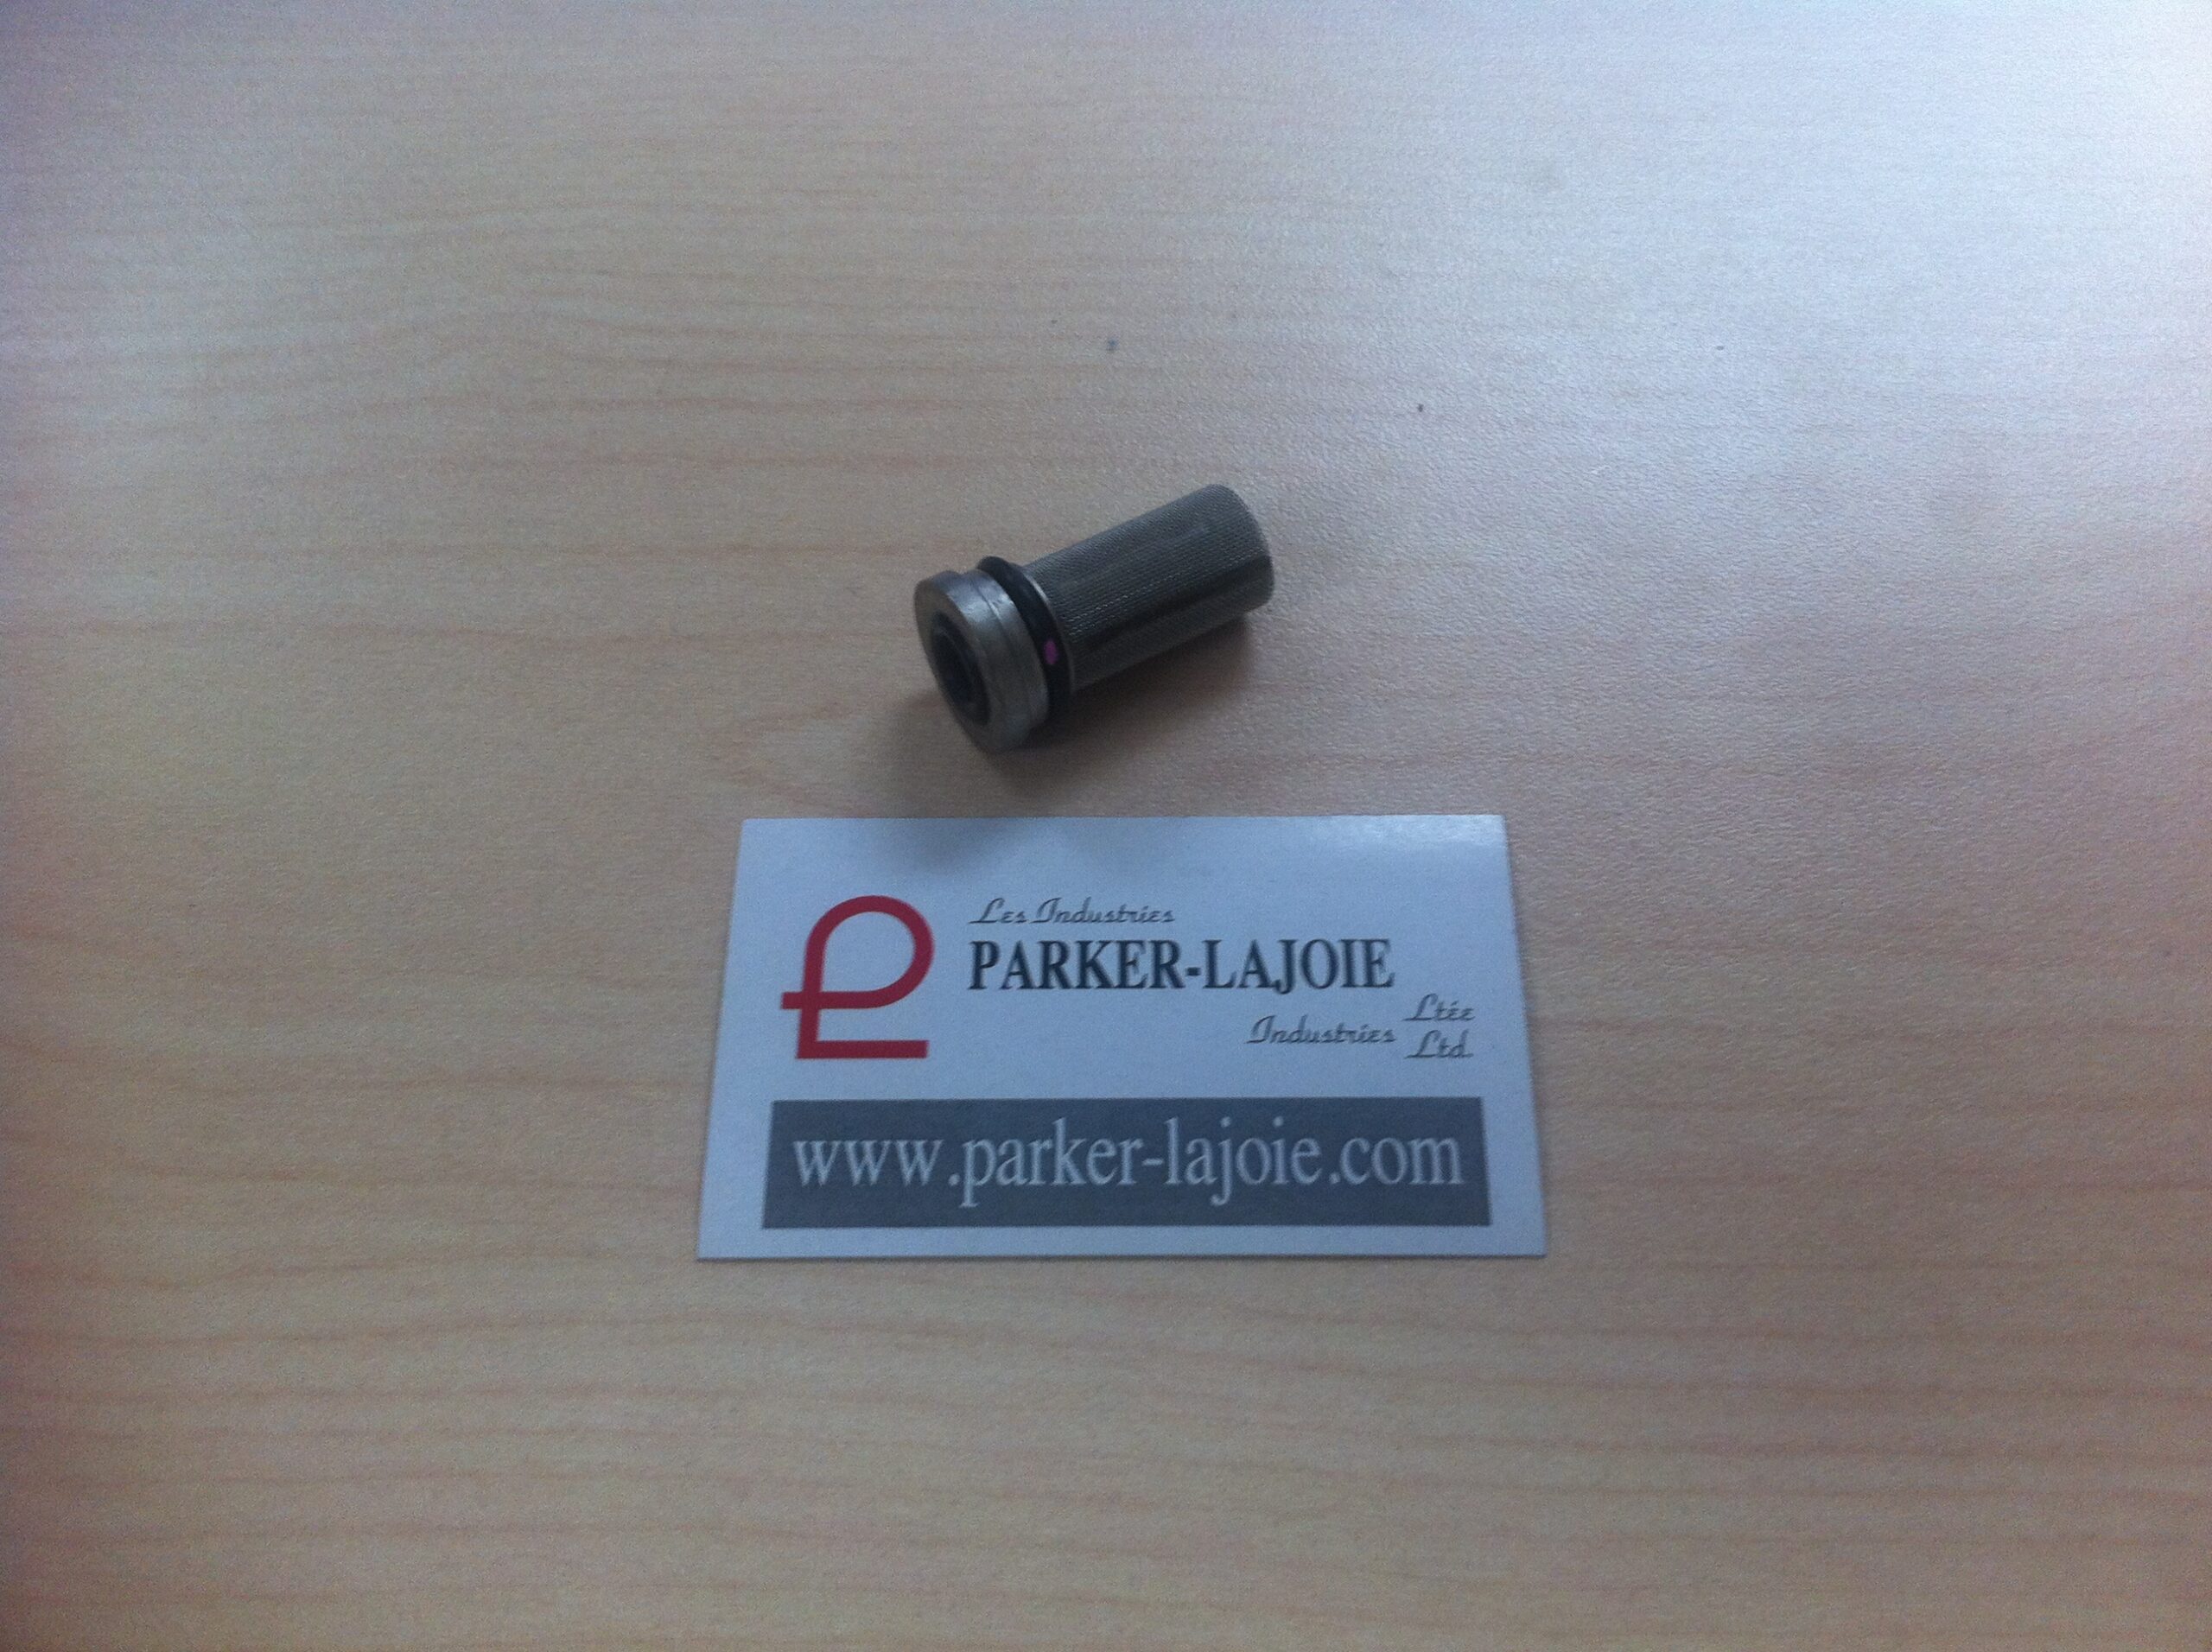 Les Industries
PARKER-LAJOIE
Ltée
Industries
Ltd.
www.parker-lajoie.com